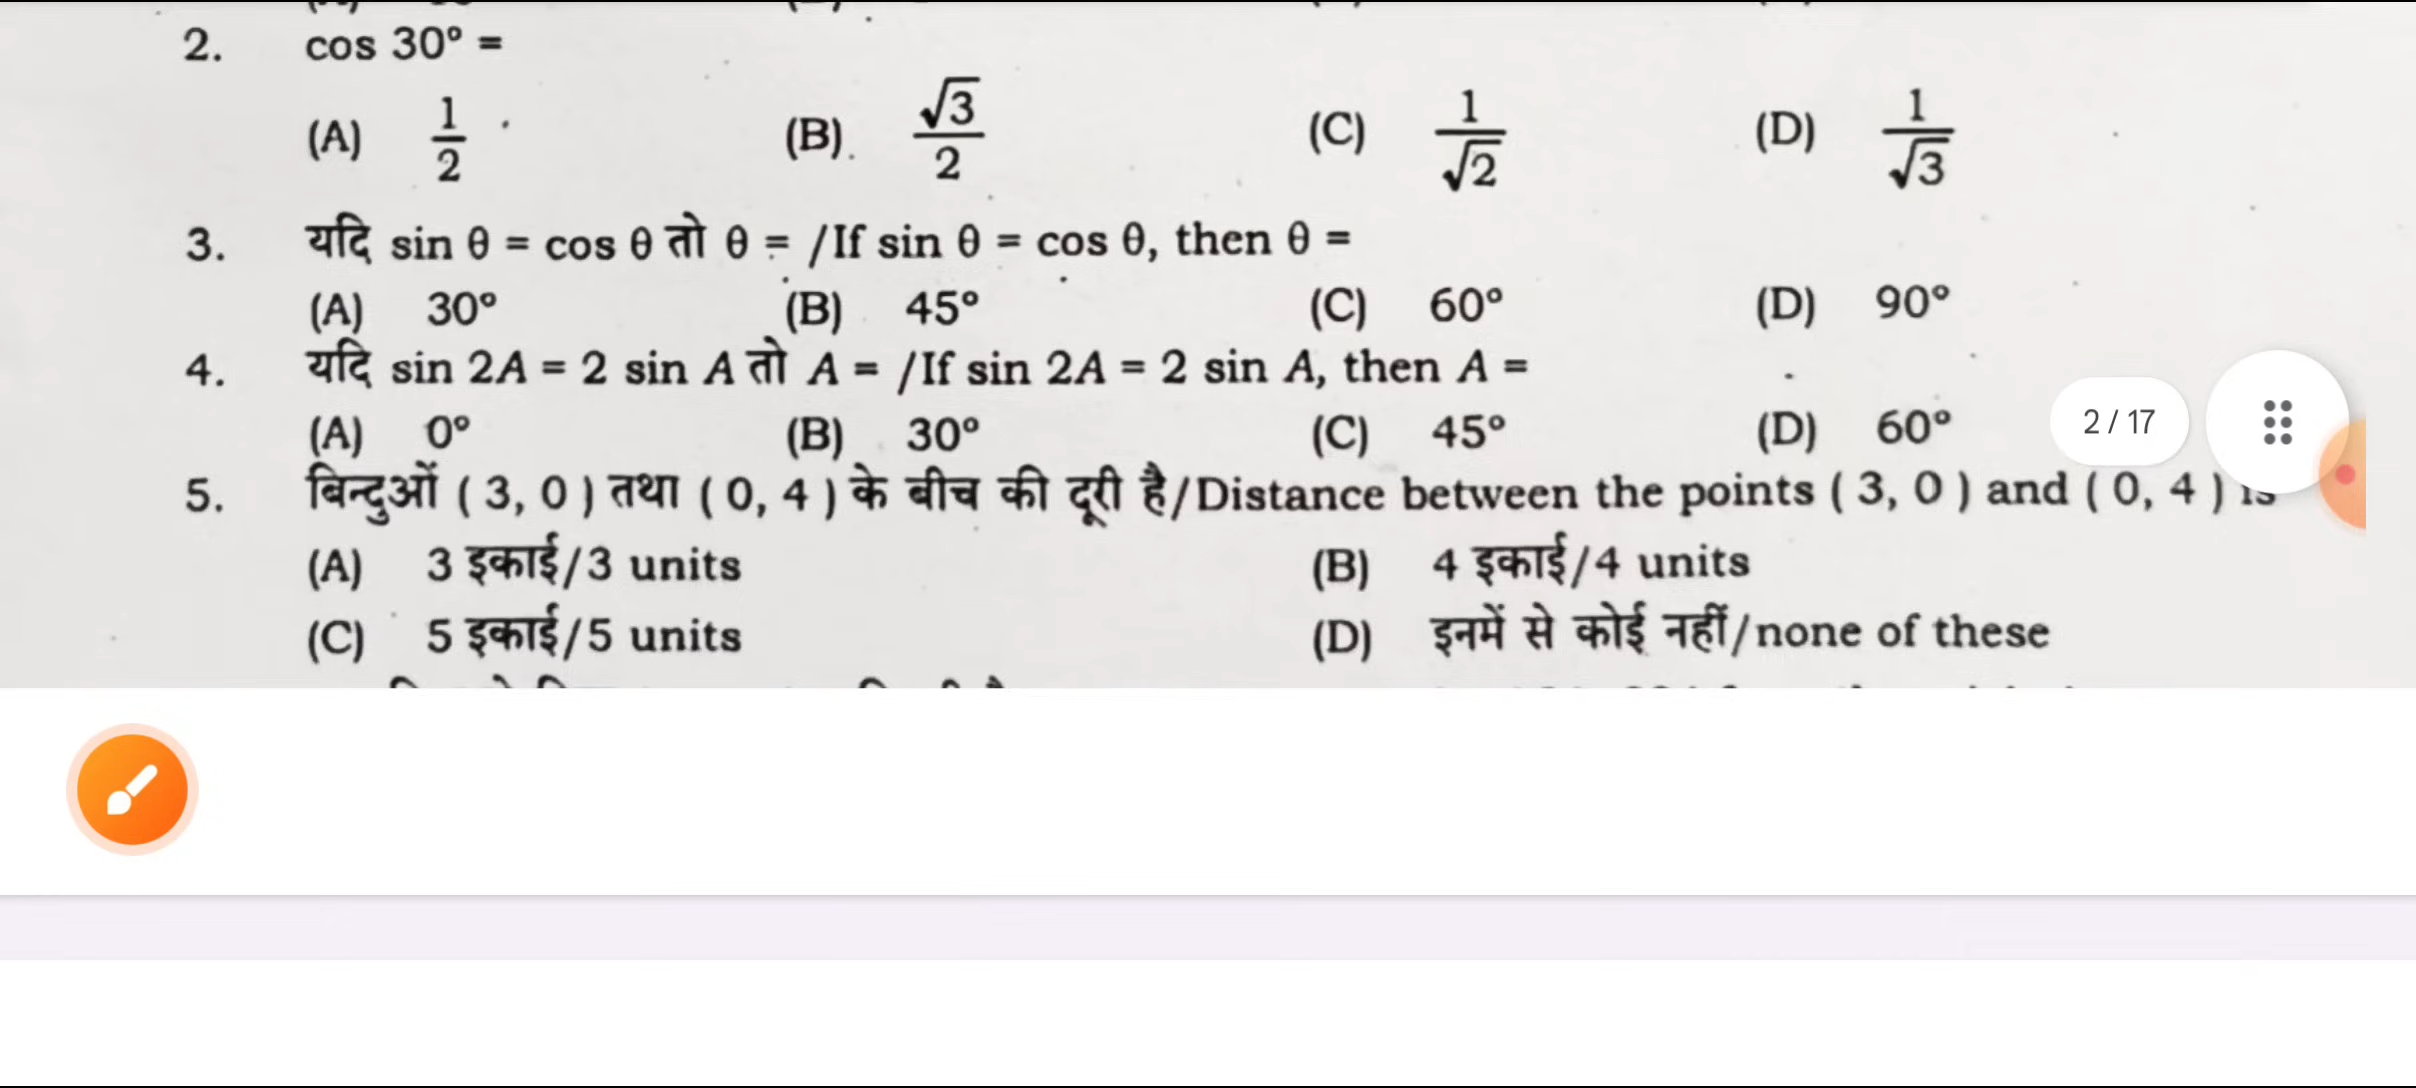 2. cos 30° =
(A) 1/2 (B) √3/2 (C) 1/√2 (D) 1/√3
3. यदि sin θ = cos θ तो θ = /If sin θ = cos θ, then θ =
(A) 30° (B) 45° (C) 60° (D) 90°
4. यदि sin 2A = 2 sin A तो A = /If sin 2A = 2 sin A, then A =
(A) 0° (B) 30° (C) 45° (D) 60°
2 / 17
5. बिन्दुओं ( 3, 0 ) तथा ( 0, 4 ) के बीच की दूरी है/Distance between the points ( 3, 0 ) and ( 0, 4 ) is
(A) 3 इकाई/3 units (B) 4 इकाई/4 units
(C) 5 इकाई/5 units (D) इनमें से कोई नहीं/none of these